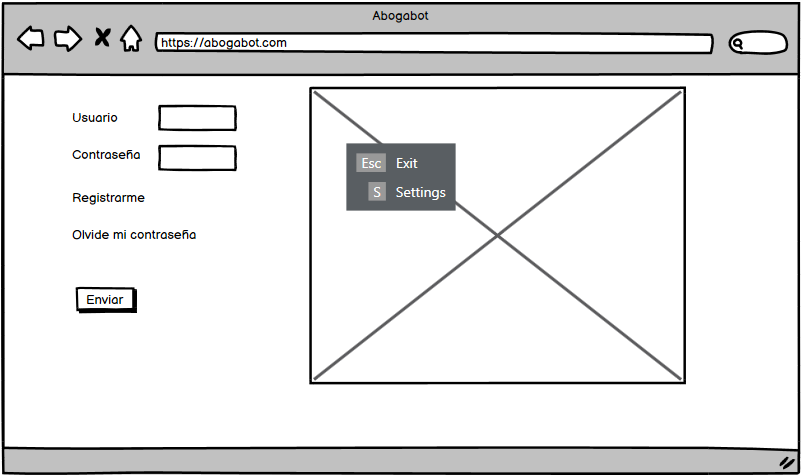 Abogabot
https://abogabot.com
Usuario
Contraseña
Registrarme
Olvide mi contraseña
Enviar
Esc Exit
S Settings